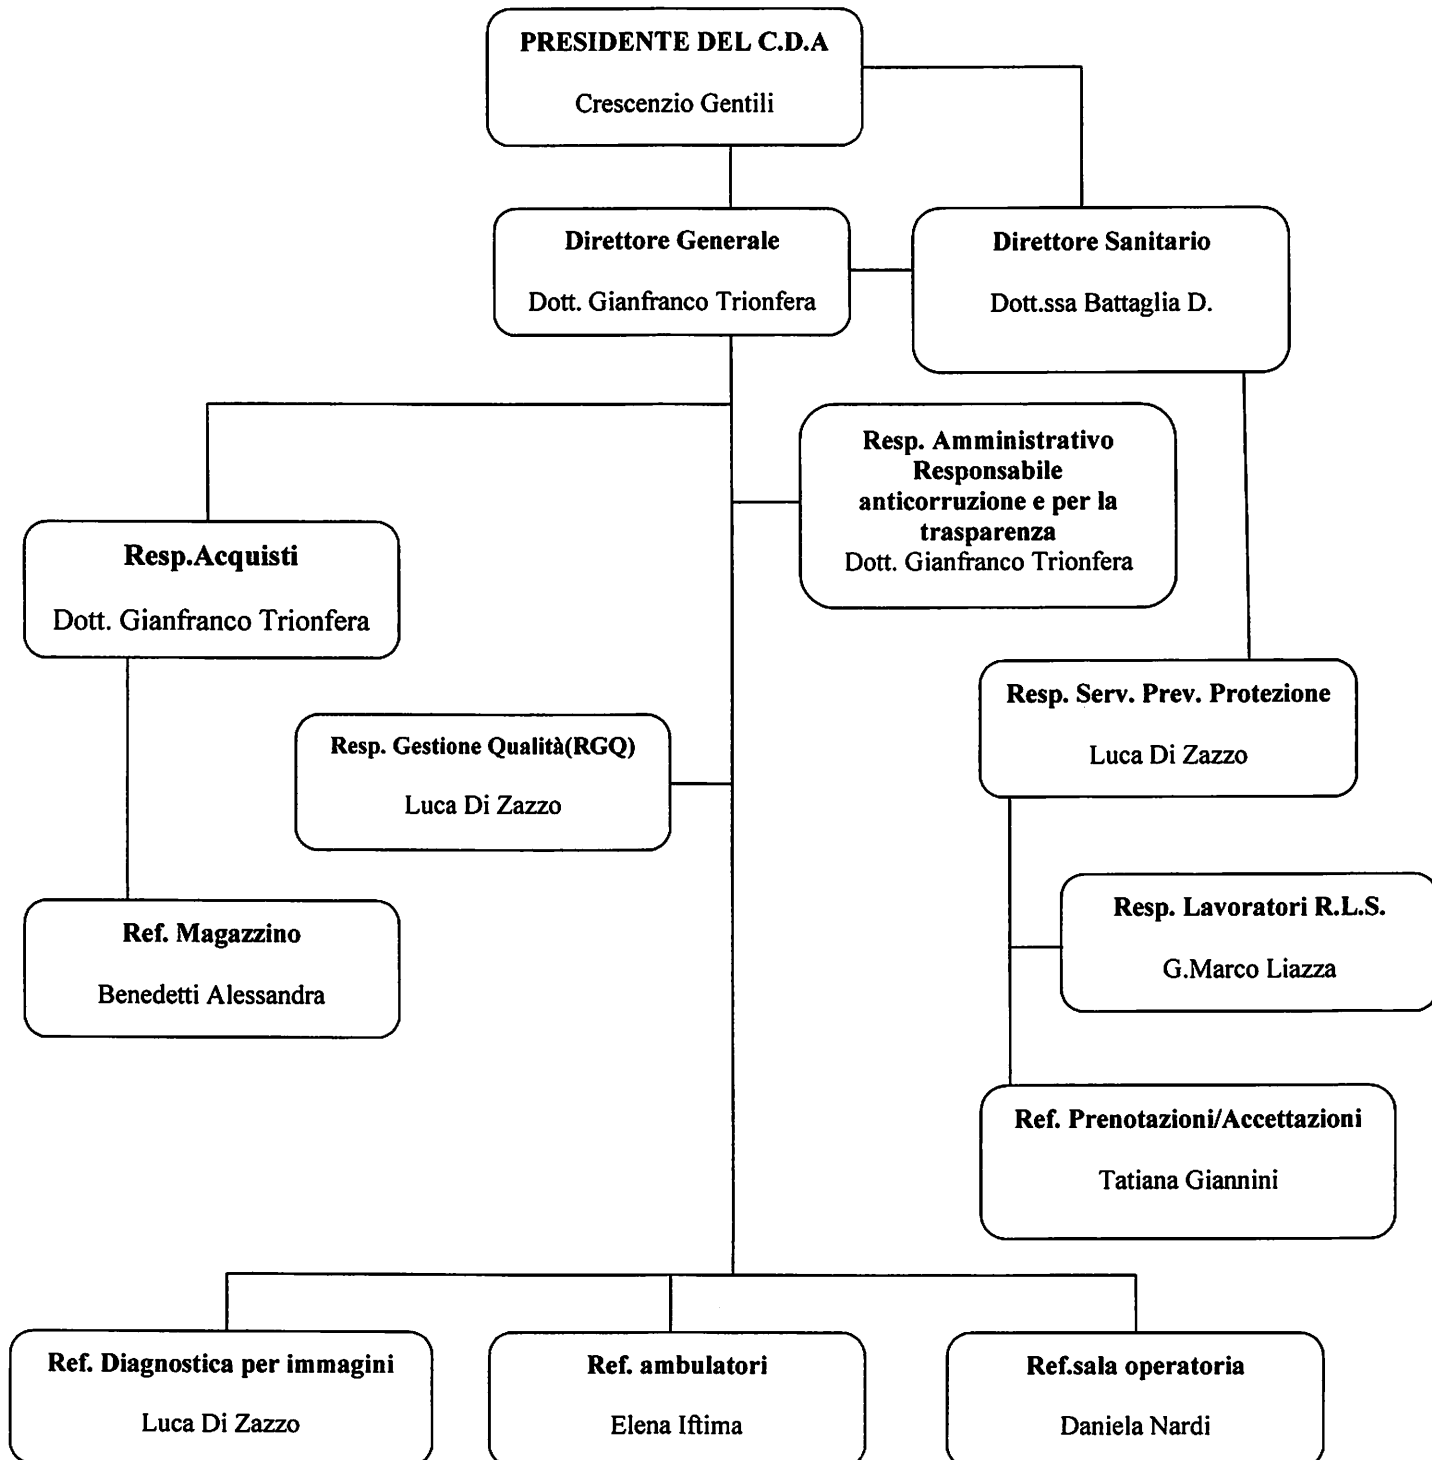 PRESIDENTE DEL C.D.A
Crescenzio Gentili
Direttore Generale
Dott. Gianfranco Trionfera
Direttore Sanitario
Dott.ssa Battaglia D.
Resp. Amministrativo
Responsabile
anticorruzione e per la
trasparenza
Dott. Gianfranco Trionfera
Resp.Acquisti
Dott. Gianfranco Trionfera
Resp. Serv. Prev. Protezione
Luca Di Zazzo
Resp. Gestione Qualità(RGQ)
Luca Di Zazzo
Resp. Lavoratori R.L.S.
G.Marco Liazza
Ref. Magazzino
Benedetti Alessandra
Ref. Prenotazioni/Accettazioni
Tatiana Giannini
Ref. Diagnostica per immagini
Luca Di Zazzo
Ref. ambulatori
Elena Iftima
Ref.sala operatoria
Daniela Nardi